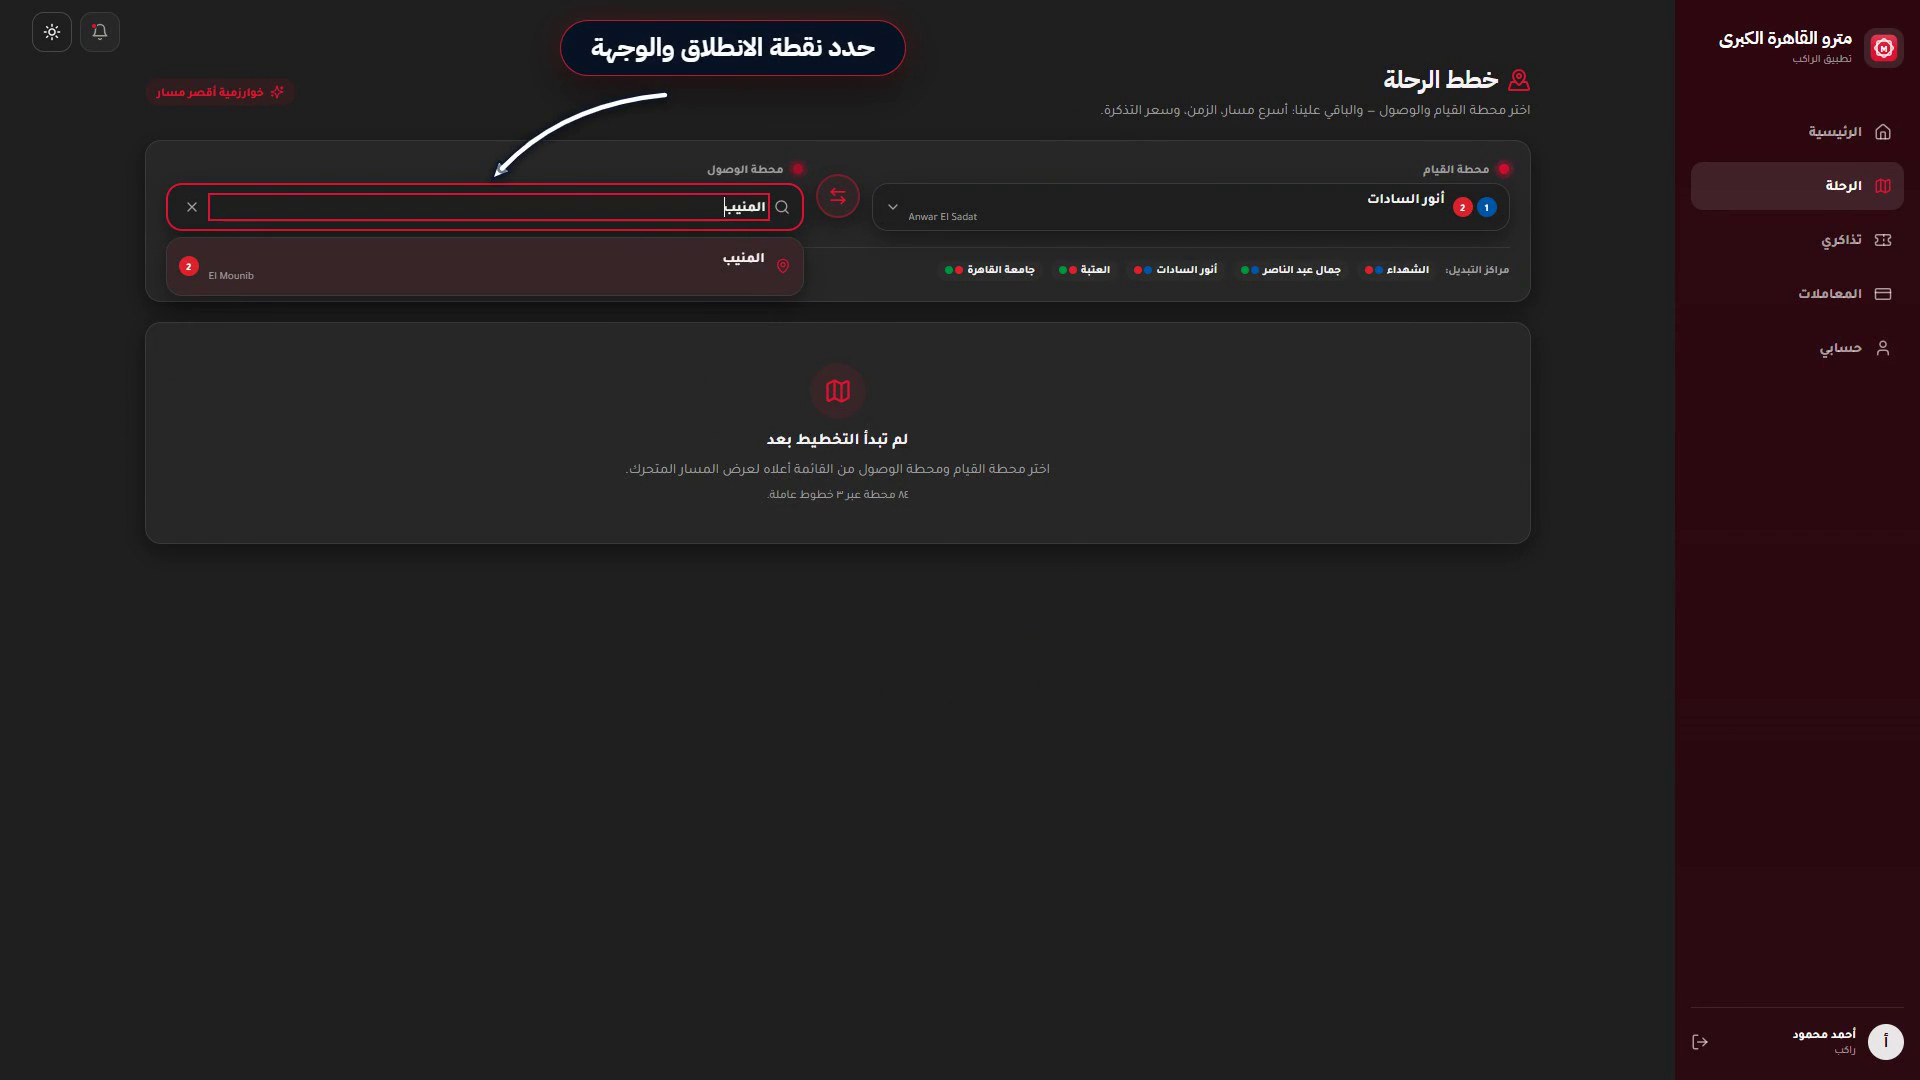 حدد نقطة الانطلاق والوجهة
مترو القاهرة الكبرى
تطبيق الراكب
الرئيسية
الرحلة
تذاكري
المعاملات
حسابي
أحمد محمود
راكب
أ
خطط الرحلة
اختر محطة القيام والوصول — والباقي علينا: أسرع مسار، الزمن، وسعر التذكرة.
خوارزمية أقصر مسار
محطة القيام
1 2 أنور السادات
Anwar El Sadat
محطة الوصول
المنيب
المنيب
El Mounib
2
مراكز التبديل: الشهداء جمال عبد الناصر أنور السادات العتبة جامعة القاهرة
لم تبدأ التخطيط بعد
اختر محطة القيام ومحطة الوصول من القائمة أعلاه لعرض المسار المتحرك.
٨٤ محطة عبر ٣ خطوط عاملة.